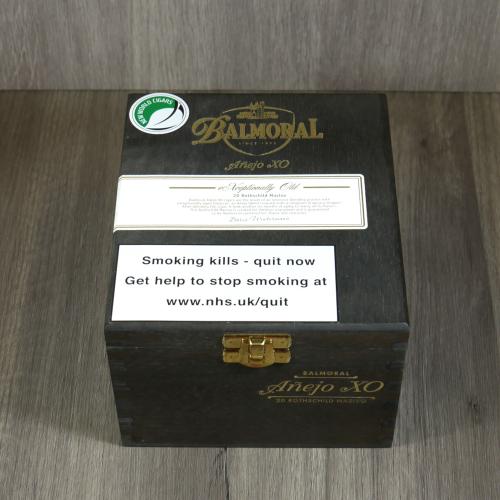 NEW WORLD CIGARS
BALMORAL
SINCE 1895
Añejo XO
eXceptionally Old
20 Rothschild Masivo
Smoking kills - quit now
Get help to stop smoking at
www.nhs.uk/quit
BALMORAL
Añejo XO
20 ROTHSCHILD MASIVO